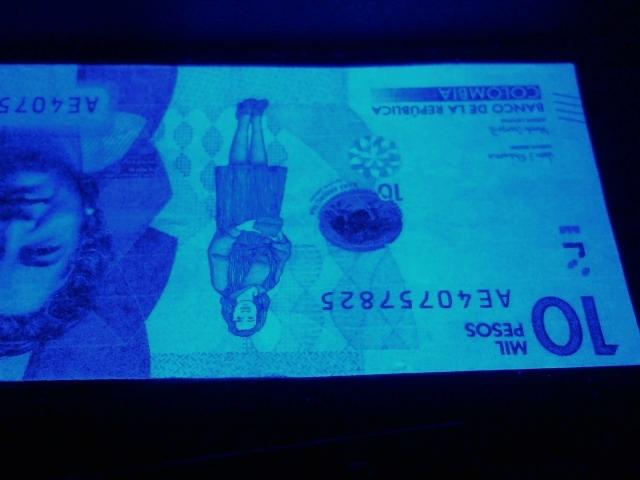 10 MIL
PESOS
AE40757825
10
BANCO DE LA REPÚBLICA
COLOMBIA
AE4075